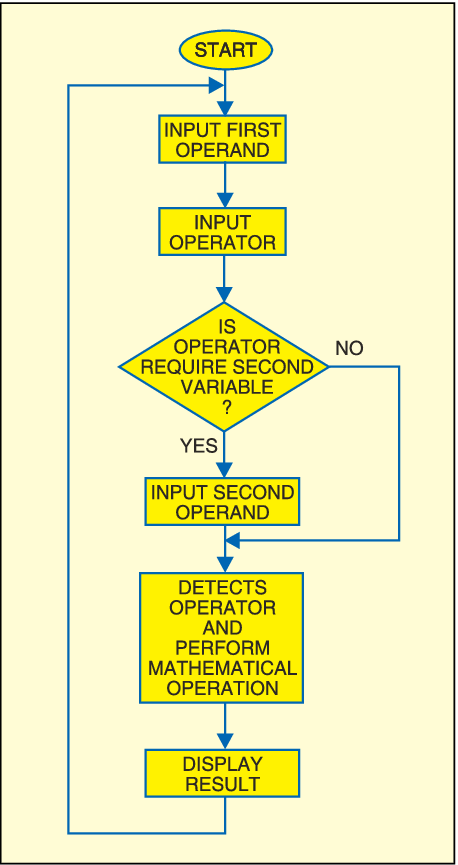 START
INPUT FIRST
OPERAND
INPUT
OPERATOR
IS
OPERATOR
REQUIRE SECOND
VARIABLE
?
NO
YES
INPUT SECOND
OPERAND
DETECTS
OPERATOR
AND
PERFORM
MATHEMATICAL
OPERATION
DISPLAY
RESULT